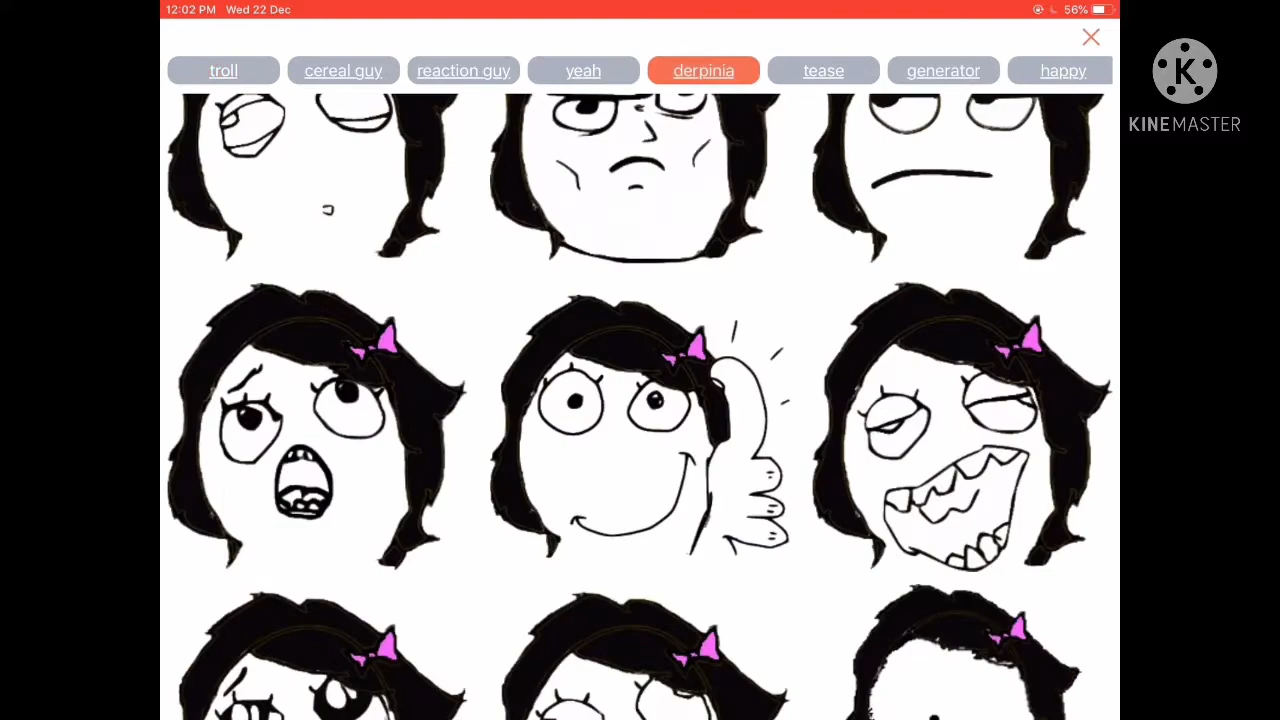 12:02 PM Wed 22 Dec 56%
troll cereal guy reaction guy yeah derpinia tease generator happy
K
KINEMASTER